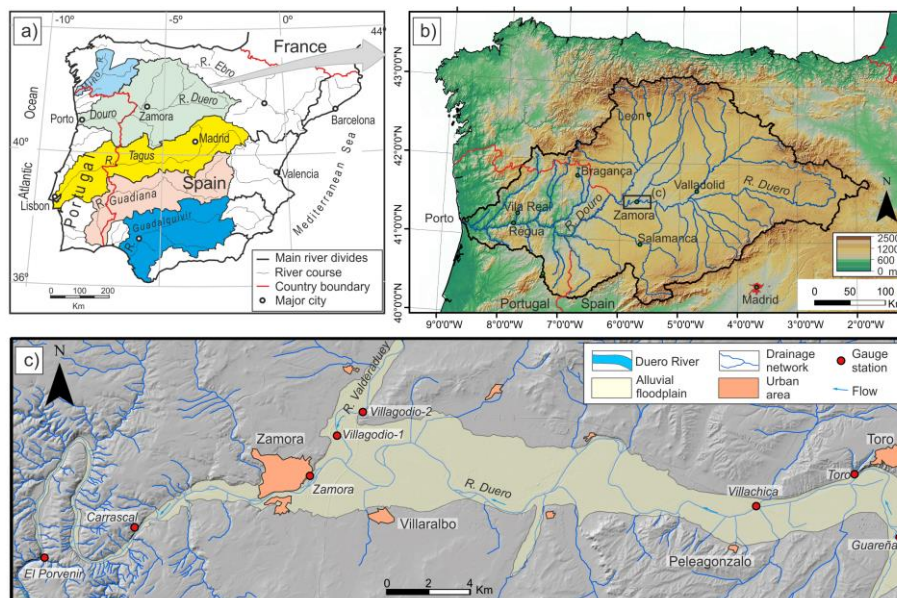 a)
-10°
-5°
0°
44°
France
R. Ebro
R. Miño
R. Duero
Ocean
Porto
Douro
Zamora
Barcelona
40°
Madrid
Atlantic
R. Tagus
Portugal
Spain
Valencia
Lisbon
R. Guadiana
R. Guadalquivir
Mediterranean Sea
36°
0 100 200
Km
Main river divides
River course
Country boundary
Major city
b)
43°0'0"N
42°0'0"N
41°0'0"N
40°0'0"N
León
Bragança
Valladolid
c)
R. Duero
Vila Real
R. Douro
Zamora
Porto
Régua
Salamanca
N
2500
0 m
Portugal
Spain
Madrid
0 50 100
Km
9°0'0"W
8°0'0"W
7°0'0"W
6°0'0"W
5°0'0"W
4°0'0"W
3°0'0"W
2°0'0"W
c)
N
R. Valderaduey
Duero River
Alluvial
floodplain
Drainage
network
Urban
area
Gauge
station
Flow
Villagodio-2
Zamora
Villagodio-1
Toro
Toro
Zamora
R. Duero
Villachica
Carrascal
Villaralbo
Guareña
Peleagonzalo
El Porvenir
0 2 4
Km